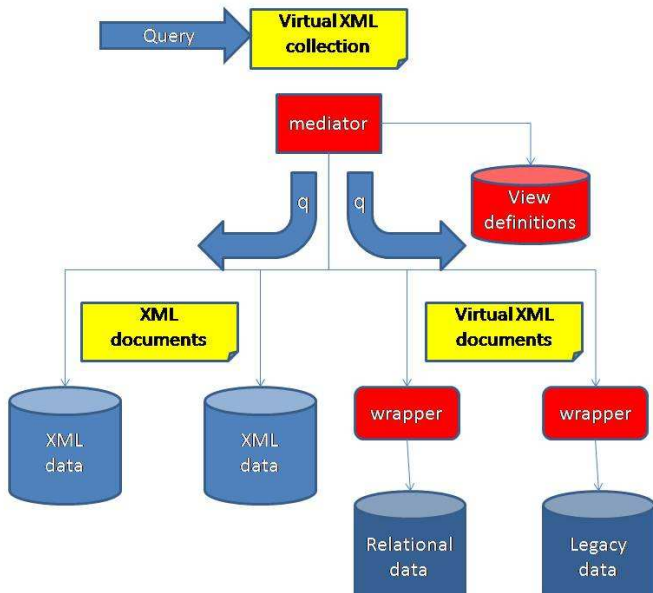 Query
Virtual XML
collection
mediator
View
definitions
q
q
XML
documents
Virtual XML
documents
wrapper
wrapper
XML
data
XML
data
Relational
data
Legacy
data